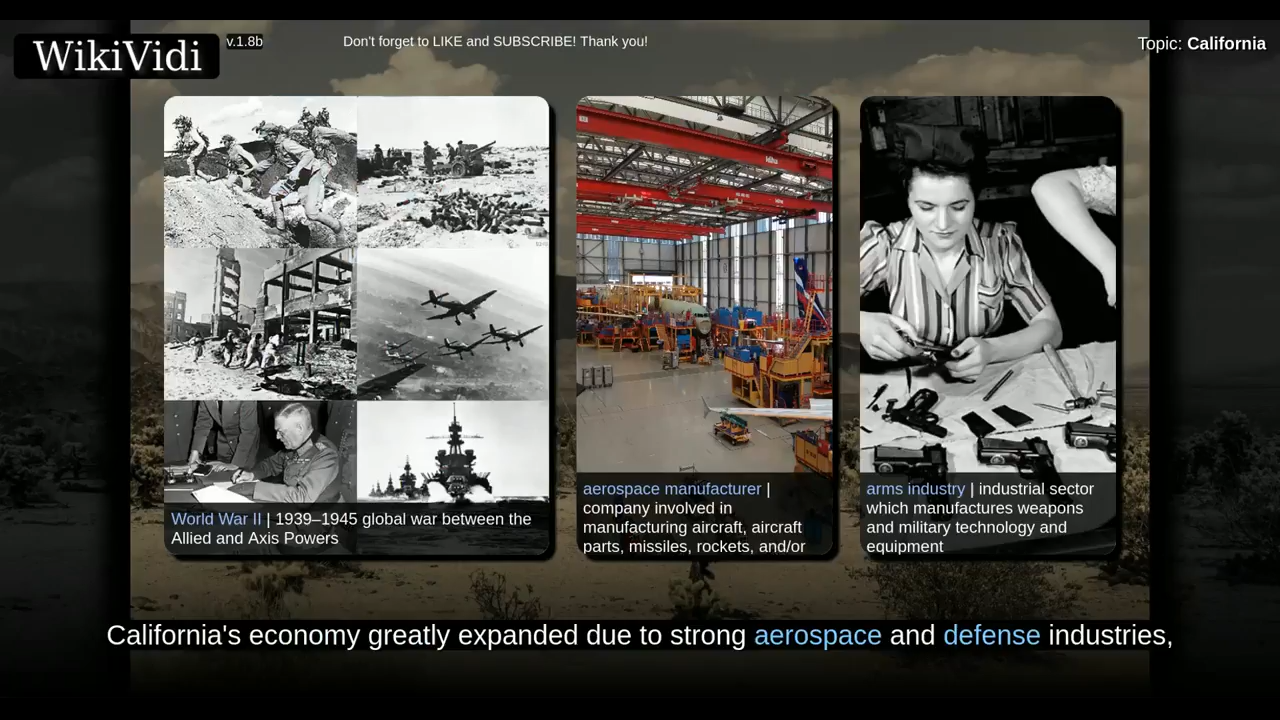 WikiVidi
v.1.8b
Don't forget to LIKE and SUBSCRIBE! Thank you!
Topic: California
World War II | 1939–1945 global war between the
Allied and Axis Powers
aerospace manufacturer |
company involved in
manufacturing aircraft, aircraft
parts, missiles, rockets, and/or
arms industry | industrial sector
which manufactures weapons
and military technology and
equipment
California's economy greatly expanded due to strong aerospace and defense industries,